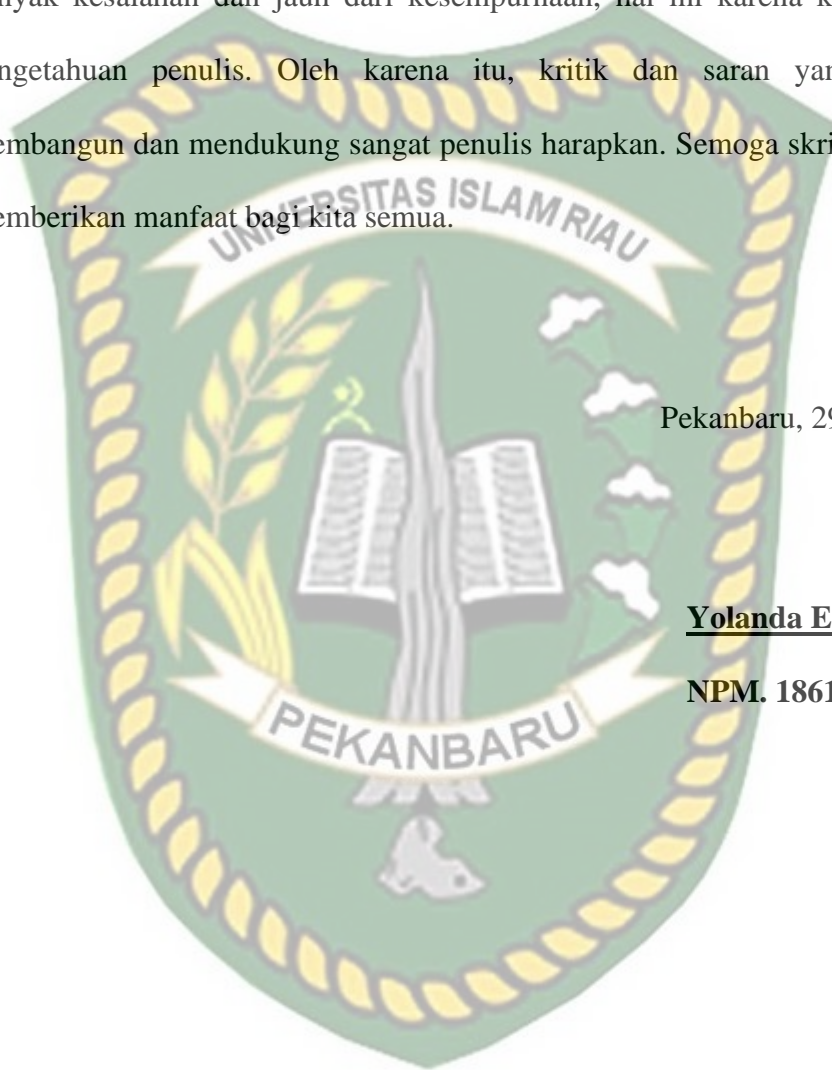 nyak kesalahan dan jauh dari kesempurnaan, hal ini karena k
ngetahuan penulis. Oleh karena itu, kritik dan saran yan
embangun dan mendukung sangat penulis harapkan. Semoga skri
emberikan manfaat bagi kita semua.
UNIVERSITAS ISLAM RIAU
Pekanbaru, 29
Yolanda E
NPM. 1861
PEKANBARU